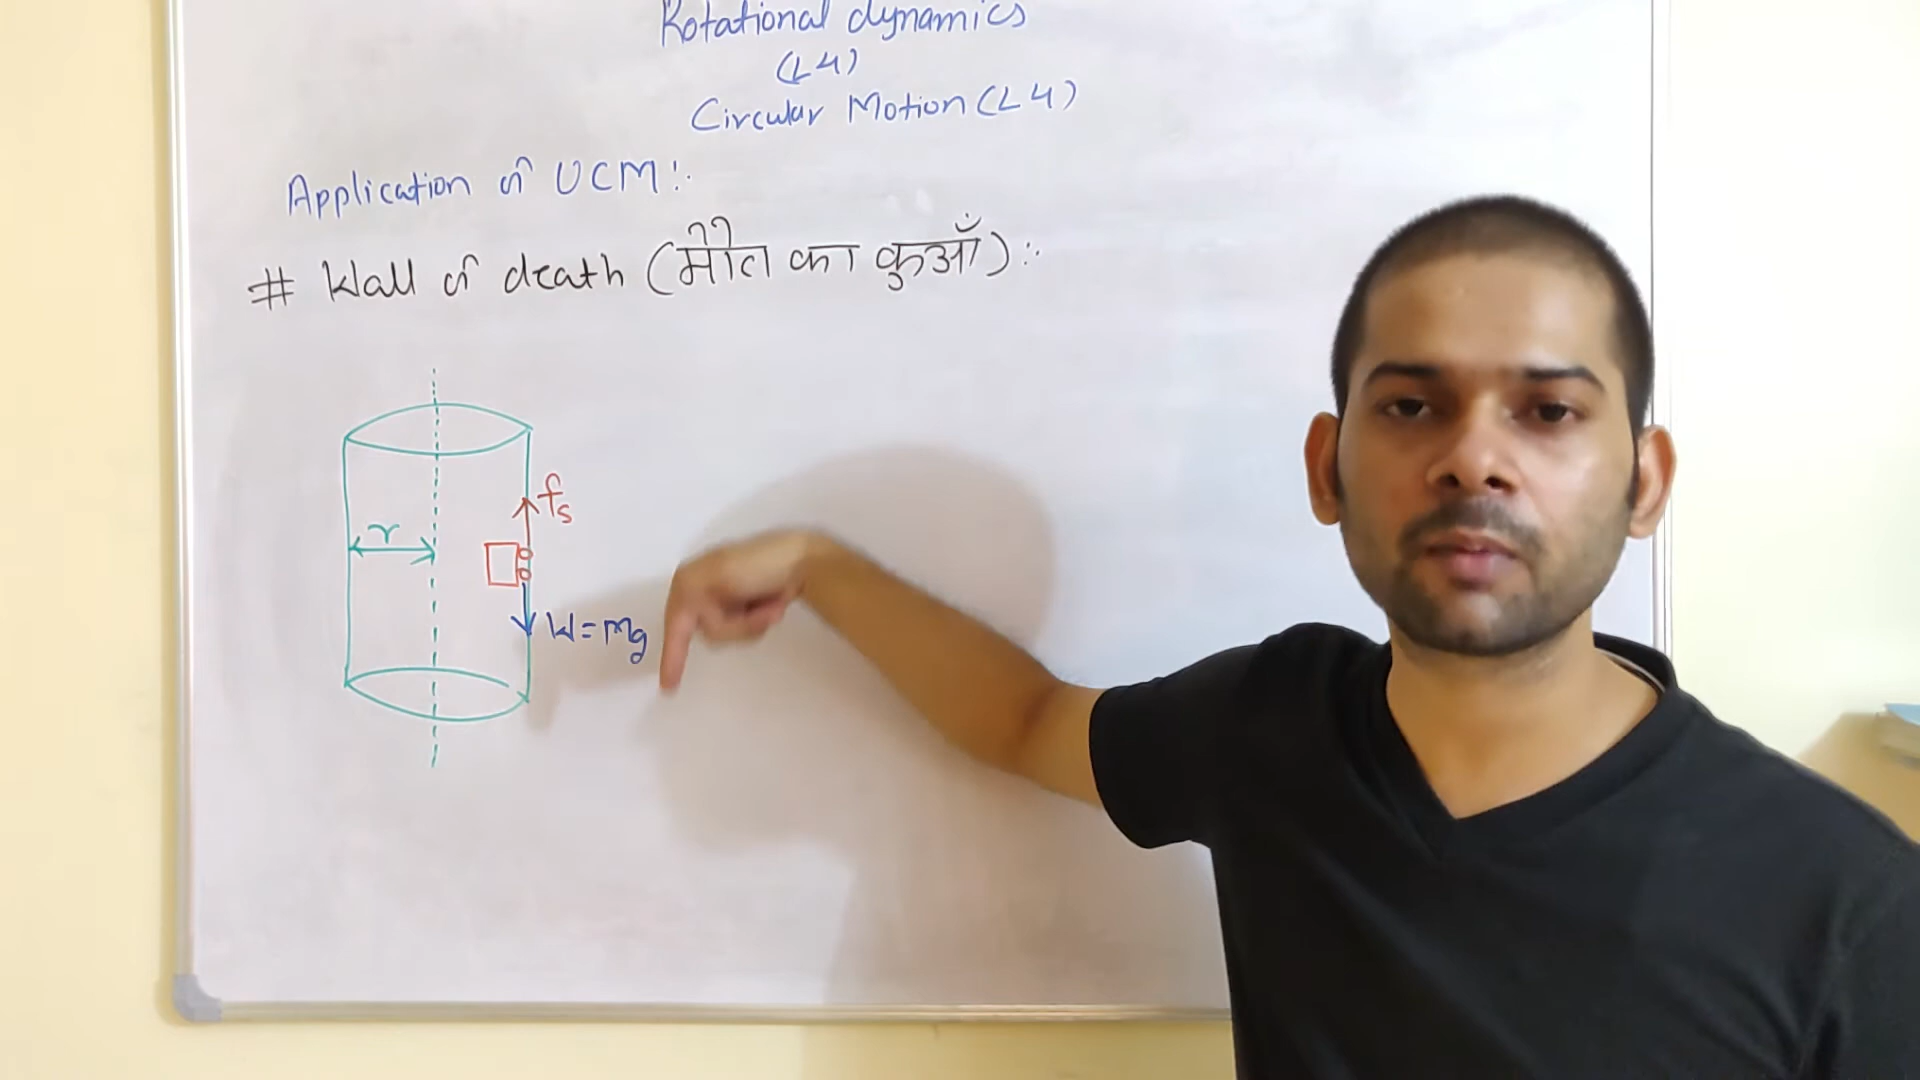 Rotational dynamics
(L4)
Circular Motion (L4)
Application of UCM:-
# Wall of death (मौत का कुआँ):-
fs
r
W=mg